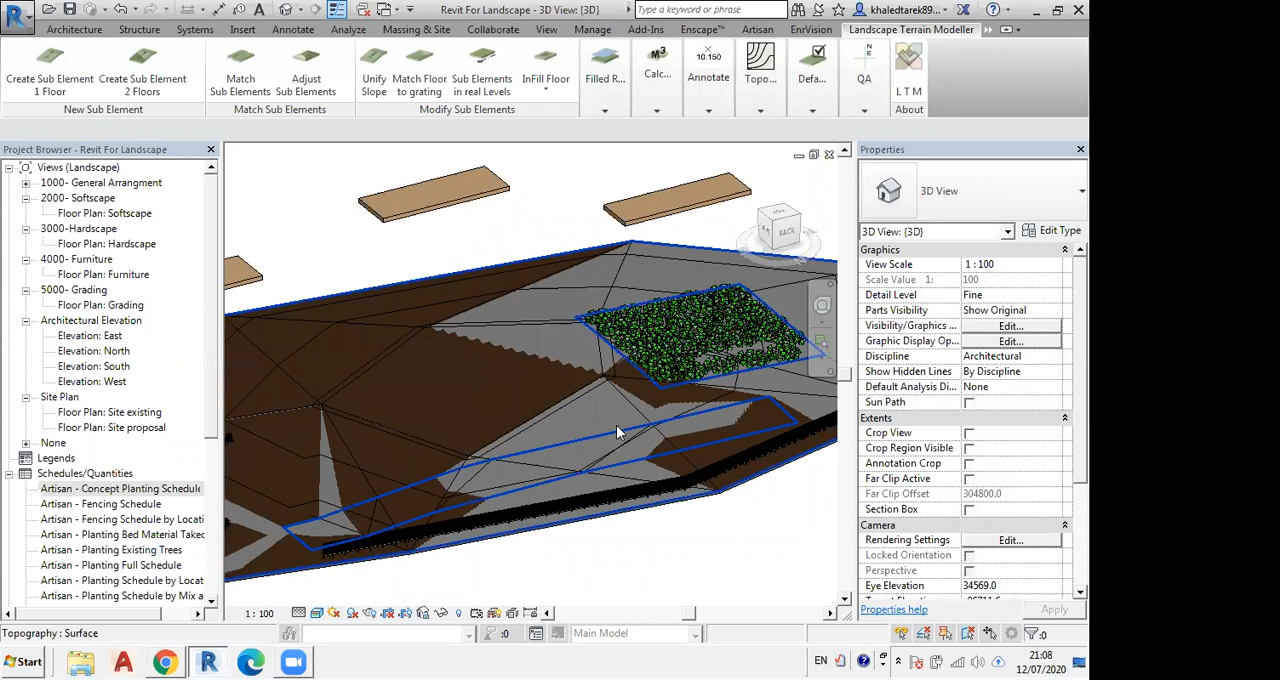 Revit For Landscape - 3D View: {3D}
Type a keyword or phrase
khaledtarek89...
Architecture Structure Systems Insert Annotate Analyze Massing & Site Collaborate View Manage Add-Ins Enscape™ Artisan EnrVision Landscape Terrain Modeller
Create Sub Element 1 Floor
Create Sub Element 2 Floors
Match Sub Elements
Adjust Sub Elements
Unify Slope
Match Floor to grating
Sub Elements in real Levels
InFill Floor
Filled R...
M³
Calc...
10.150
Annotate
Topo...
Defa...
N
E
QA
L T M
New Sub Element
Match Sub Elements
Modify Sub Elements
About
Project Browser - Revit For Landscape
Views (Landscape)
1000- General Arrangment
2000- Softscape
Floor Plan: Softscape
3000-Hardscape
Floor Plan: Hardscape
4000- Furniture
Floor Plan: Furniture
5000- Grading
Floor Plan: Grading
Architectural Elevation
Elevation: East
Elevation: North
Elevation: South
Elevation: West
Site Plan
Floor Plan: Site existing
Floor Plan: Site proposal
None
Legends
Schedules/Quantities
Artisan - Concept Planting Schedule
Artisan - Fencing Schedule
Artisan - Fencing Schedule by Locati
Artisan - Planting Bed Material Takec
Artisan - Planting Existing Trees
Artisan - Planting Full Schedule
Artisan - Planting Schedule by Locat
Artisan - Planting Schedule by Mix a
BACK
1 : 100
Properties
3D View
3D View: {3D}
Edit Type
Graphics
View Scale 1 : 100
Scale Value 1: 100
Detail Level Fine
Parts Visibility Show Original
Visibility/Graphics ... Edit...
Graphic Display Op... Edit...
Discipline Architectural
Show Hidden Lines By Discipline
Default Analysis Di... None
Sun Path
Extents
Crop View
Crop Region Visible
Annotation Crop
Far Clip Active
Far Clip Offset 304800.0
Section Box
Camera
Rendering Settings Edit...
Locked Orientation
Perspective
Eye Elevation 34569.0
Properties help
Apply
Topography : Surface
:0
Main Model
:0
Start
EN
21:08
12/07/2020